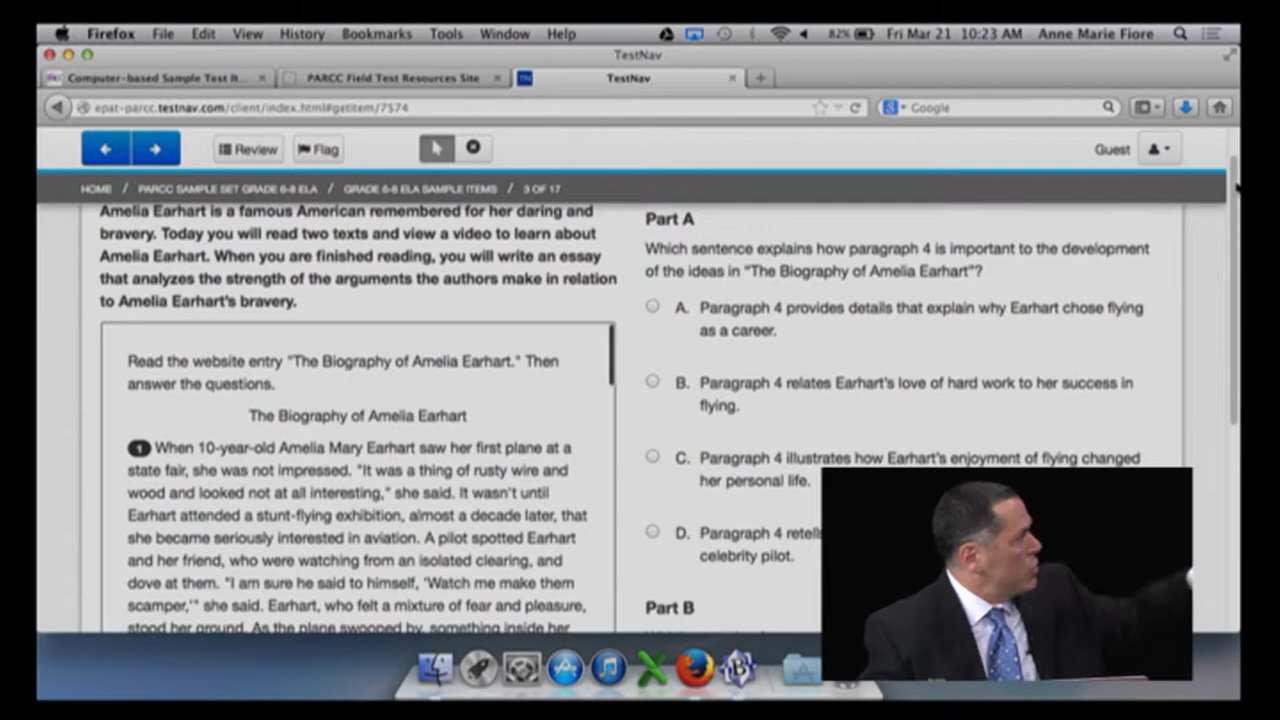 Firefox File Edit View History Bookmarks Tools Window Help 82% Fri Mar 21 10:23 AM Anne Marie Fiore
TestNav
Computer-based Sample Test It... PARCC Field Test Resources Site TestNav
epat-parcc.testnav.com/client/index.html#getitem/7574 Google
Review Flag Guest
HOME / PARCC SAMPLE SET GRADE 6-8 ELA / GRADE 6-8 ELA SAMPLE ITEMS / 3 OF 17
Amelia Earhart is a famous American remembered for her daring and
bravery. Today you will read two texts and view a video to learn about
Amelia Earhart. When you are finished reading, you will write an essay
that analyzes the strength of the arguments the authors make in relation
to Amelia Earhart's bravery.
Read the website entry "The Biography of Amelia Earhart." Then
answer the questions.
The Biography of Amelia Earhart
1 When 10-year-old Amelia Mary Earhart saw her first plane at a
state fair, she was not impressed. "It was a thing of rusty wire and
wood and looked not at all interesting," she said. It wasn't until
Earhart attended a stunt-flying exhibition, almost a decade later, that
she became seriously interested in aviation. A pilot spotted Earhart
and her friend, who were watching from an isolated clearing, and
dove at them. "I am sure he said to himself, 'Watch me make them
scamper,'" she said. Earhart, who felt a mixture of fear and pleasure,
stood her ground. As the plane swooped by, something inside her
Part A
Which sentence explains how paragraph 4 is important to the development
of the ideas in "The Biography of Amelia Earhart"?
A. Paragraph 4 provides details that explain why Earhart chose flying
as a career.
B. Paragraph 4 relates Earhart's love of hard work to her success in
flying.
C. Paragraph 4 illustrates how Earhart's enjoyment of flying changed
her personal life.
D. Paragraph 4 retells
celebrity pilot.
Part B